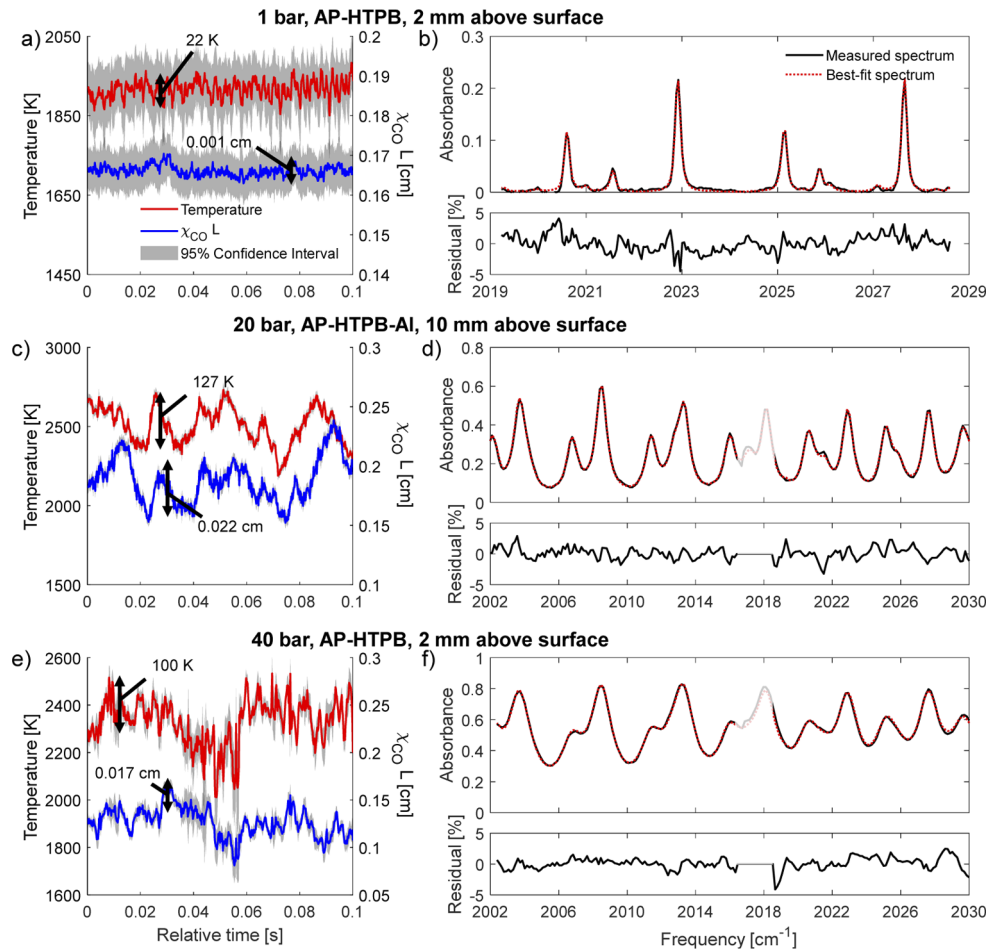 1 bar, AP-HTPB, 2 mm above surface
a)
2050
1850
1650
1450
Temperature [K]
22 K
0.001 cm
Temperature
χCO L
95% Confidence Interval
0.2
0.19
0.18
0.17
0.16
0.15
0.14
χCO L [cm]
0
0.02
0.04
0.06
0.08
0.1
b)
0.3
0.2
0.1
0
Absorbance
Measured spectrum
Best-fit spectrum
5
0
-5
Residual [%]
2019
2021
2023
2025
2027
2029
20 bar, AP-HTPB-Al, 10 mm above surface
c)
3000
2500
2000
1500
Temperature [K]
127 K
0.022 cm
0.3
0.25
0.2
0.15
0.1
χCO L [cm]
0
0.02
0.04
0.06
0.08
0.1
d)
0.8
0.6
0.4
0.2
0
Absorbance
5
0
-5
Residual [%]
2002
2006
2010
2014
2018
2022
2026
2030
40 bar, AP-HTPB, 2 mm above surface
e)
2600
2400
2200
2000
1800
1600
Temperature [K]
100 K
0.017 cm
0.3
0.25
0.2
0.15
0.1
0.05
χCO L [cm]
0
0.02
0.04
0.06
0.08
0.1
Relative time [s]
f)
1
0.8
0.6
0.4
0.2
0
Absorbance
5
0
-5
Residual [%]
2002
2006
2010
2014
2018
2022
2026
2030
Frequency [cm⁻¹]